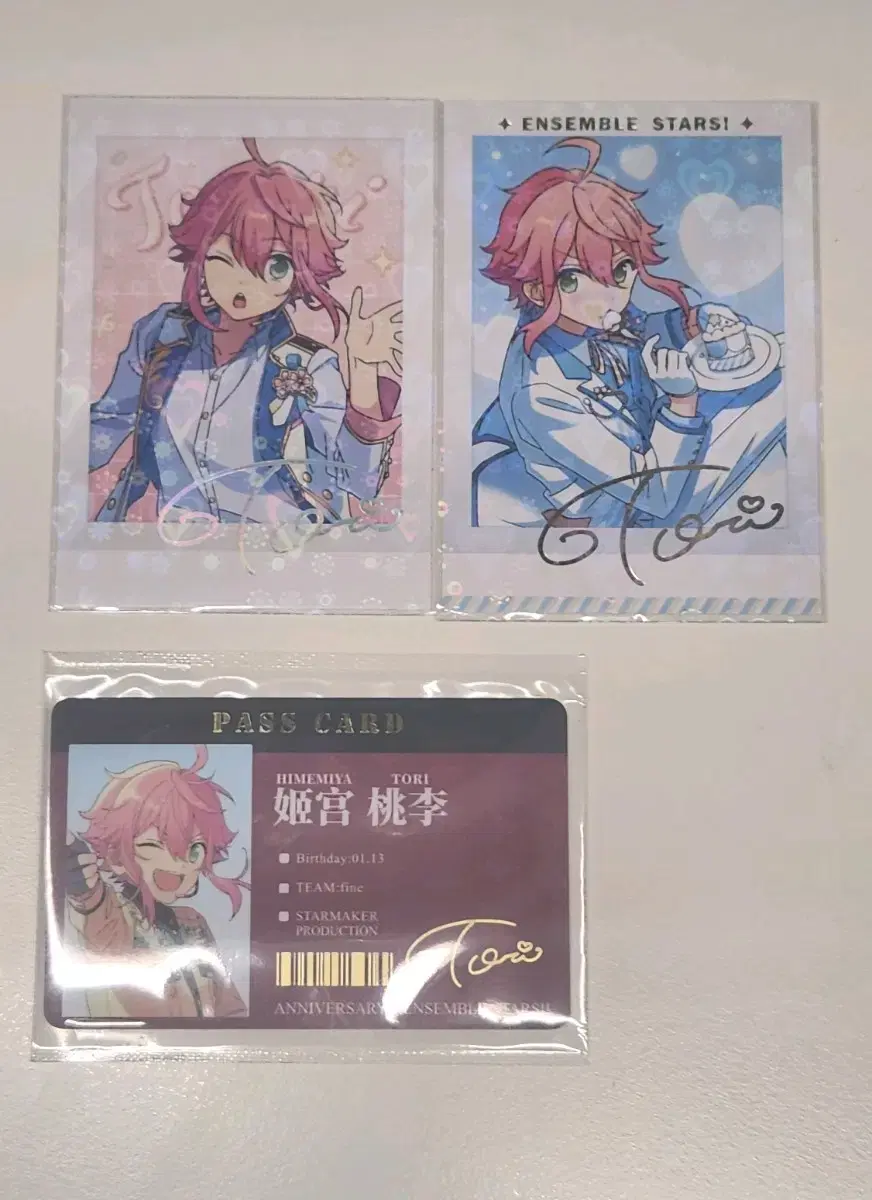 Tori
✦ ENSEMBLE STARS! ✦
Tori
PASS CARD
HIMEMIYA TORI
姫宮 桃李
Birthday:01.13
TEAM:fine
STARMAKER
PRODUCTION
Tori
ANNIVERSARY ENSEMBLE STARS!!